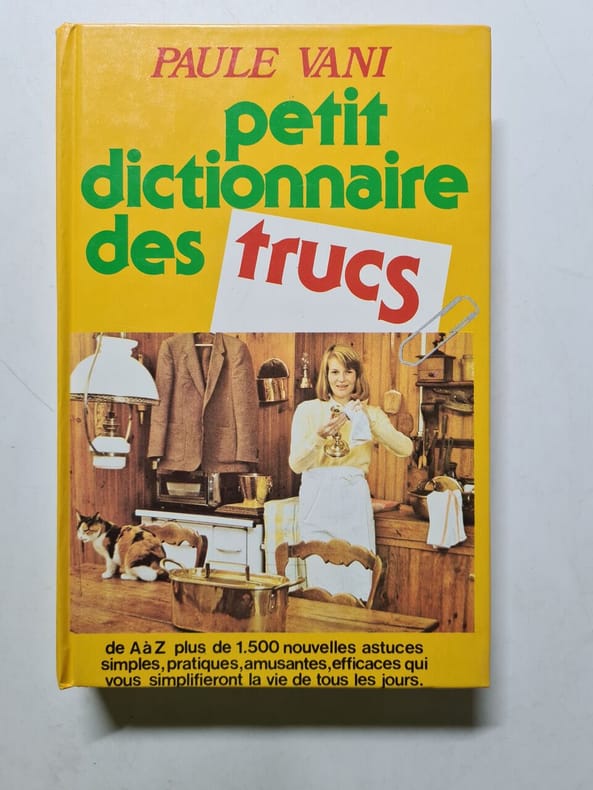 PAULE VANI
petit
dictionnaire
des trucs
de A à Z plus de 1.500 nouvelles astuces
simples, pratiques, amusantes, efficaces qui
vous simplifieront la vie de tous les jours.